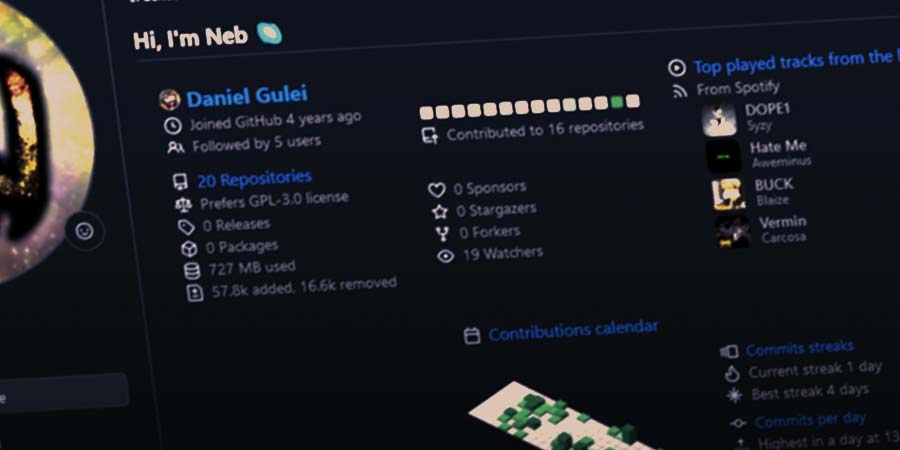 Hi, I'm Neb
Daniel Gulei
Joined GitHub 4 years ago
Followed by 5 users
20 Repositories
Prefers GPL-3.0 license
0 Releases
0 Packages
727 MB used
57.8k added, 16.6k removed
Contributed to 16 repositories
0 Sponsors
0 Stargazers
0 Forkers
19 Watchers
Contributions calendar
Top played tracks from the
From Spotify
DOPE1
Syzy
Hate Me
Aweminus
BUCK
Blaize
Vermin
Carcosa
Commits streaks
Current streak 1 day
Best streak 4 days
Commits per day
Highest in a day at